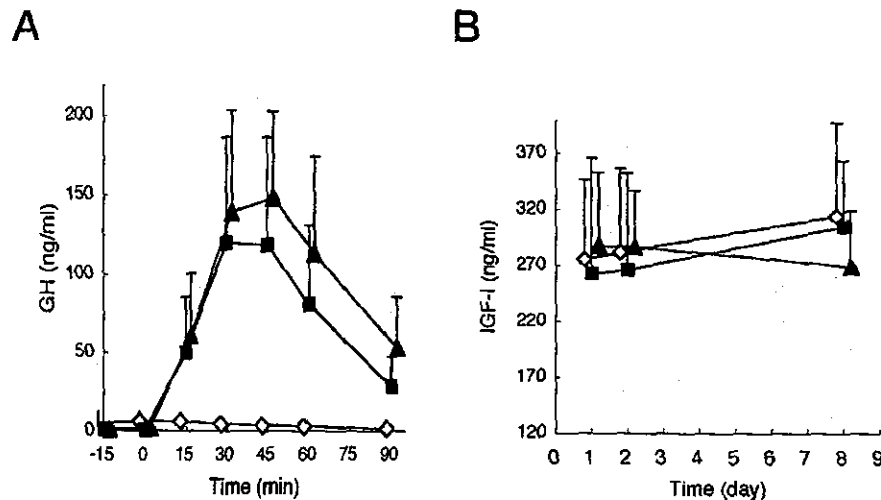 A
GH (ng/ml)
200
150
100
50
0
-15 0 15 30 45 60 75 90
Time (min)
B
IGF-I (ng/ml)
370
320
270
220
170
120
0 1 2 3 4 5 6 7 8 9
Time (day)